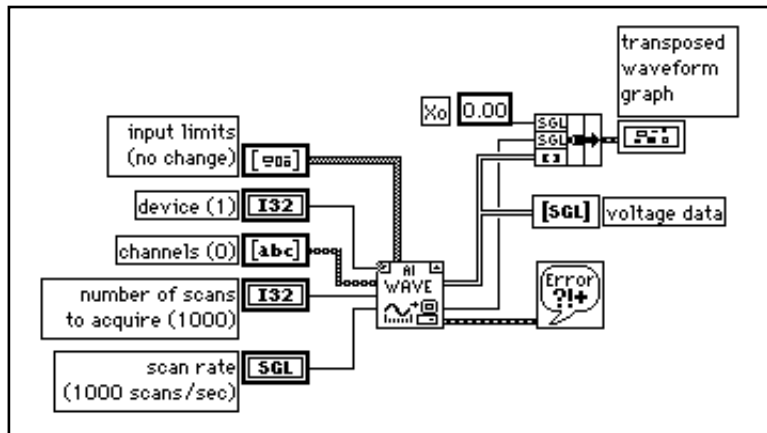 transposed
waveform
graph
Xo 0.00
SGL
SGL
[ ]
input limits
(no change)
device (1) I32
channels (0) [abc]
number of scans
to acquire (1000) I32
scan rate
(1000 scans/sec) SGL
AI
WAVE
[SGL] voltage data
Error
?!+